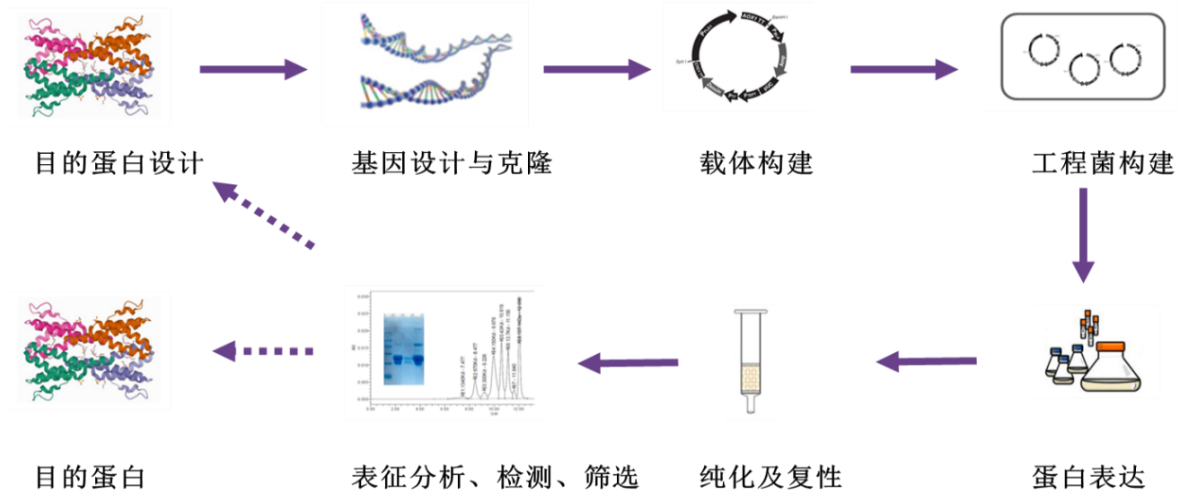 目的蛋白设计
基因设计与克隆
载体构建
工程菌构建
目的蛋白
表征分析、检测、筛选
纯化及复性
蛋白表达